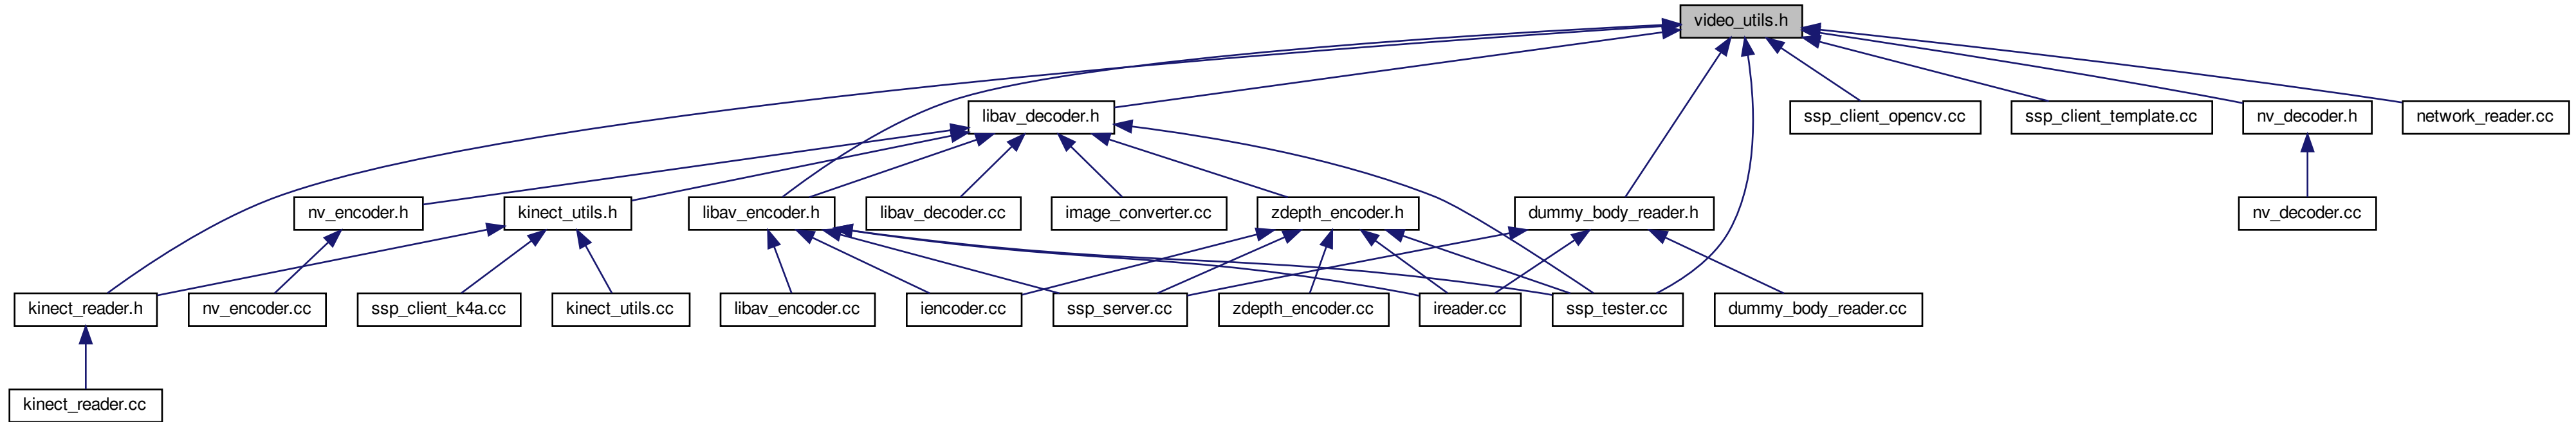 video_utils.h
libav_decoder.h
ssp_client_opencv.cc
ssp_client_template.cc
nv_decoder.h
network_reader.cc
nv_encoder.h
kinect_utils.h
libav_encoder.h
libav_decoder.cc
image_converter.cc
zdepth_encoder.h
dummy_body_reader.h
nv_decoder.cc
kinect_reader.h
nv_encoder.cc
ssp_client_k4a.cc
kinect_utils.cc
libav_encoder.cc
iencoder.cc
ssp_server.cc
zdepth_encoder.cc
ireader.cc
ssp_tester.cc
dummy_body_reader.cc
kinect_reader.cc